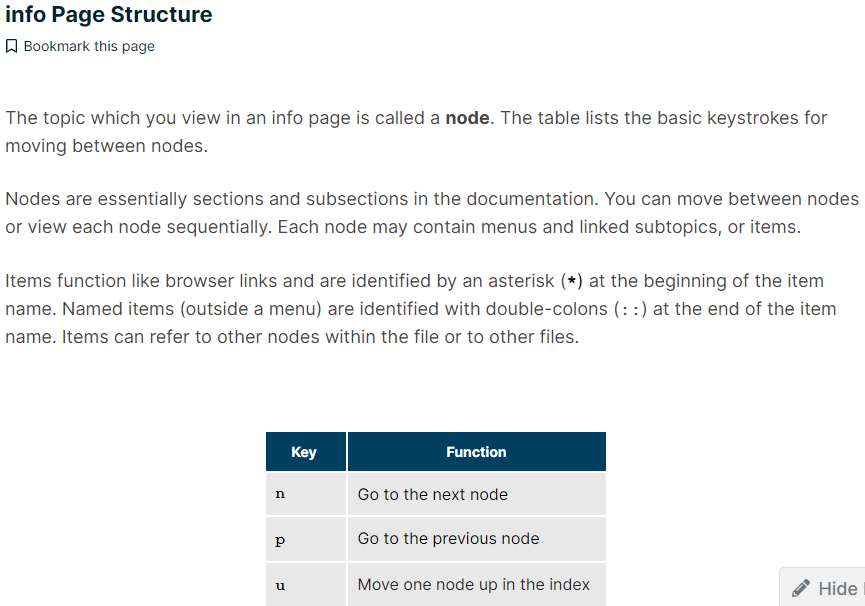 info Page Structure
Bookmark this page
The topic which you view in an info page is called a node. The table lists the basic keystrokes for
moving between nodes.
Nodes are essentially sections and subsections in the documentation. You can move between nodes
or view each node sequentially. Each node may contain menus and linked subtopics, or items.
Items function like browser links and are identified by an asterisk (*) at the beginning of the item
name. Named items (outside a menu) are identified with double-colons (::) at the end of the item
name. Items can refer to other nodes within the file or to other files.
Key Function
n Go to the next node
p Go to the previous node
u Move one node up in the index
Hide